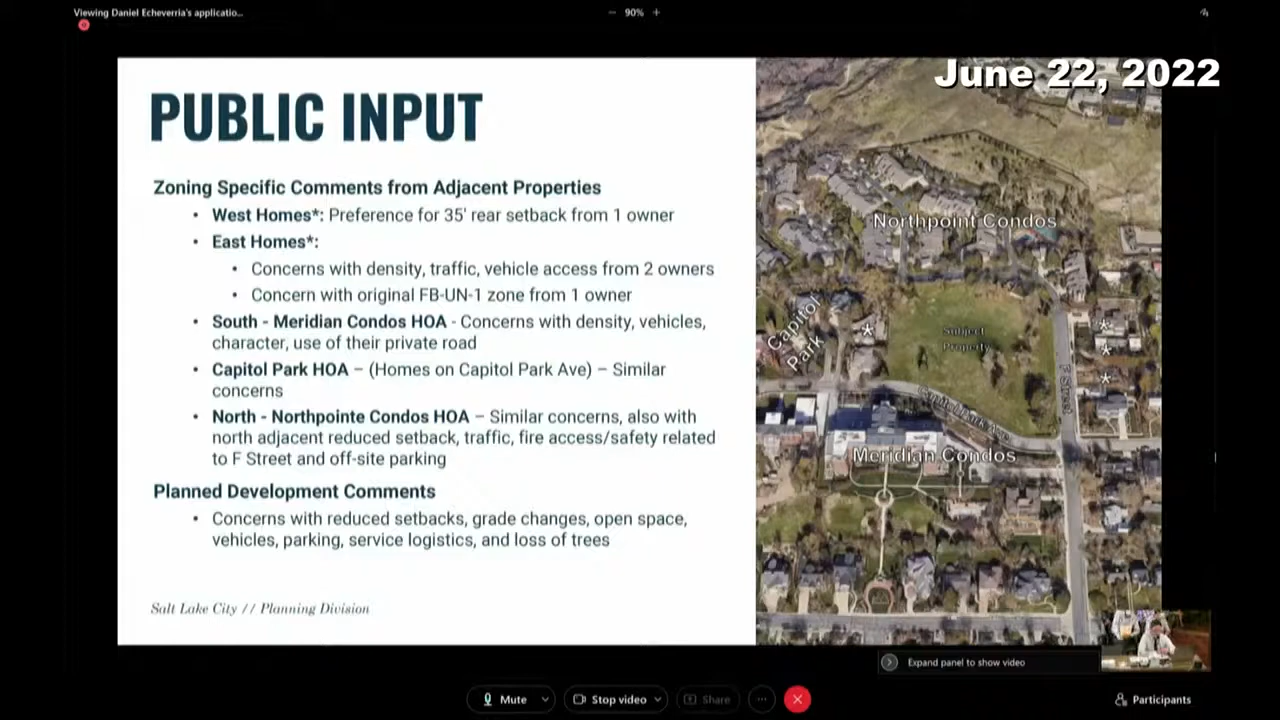 Viewing Daniel Echeverria's applicatio...
90%
June 22, 2022
PUBLIC INPUT
Zoning Specific Comments from Adjacent Properties
• West Homes*: Preference for 35' rear setback from 1 owner
• East Homes*:
• Concerns with density, traffic, vehicle access from 2 owners
• Concern with original FB-UN-1 zone from 1 owner
• South - Meridian Condos HOA - Concerns with density, vehicles,
character, use of their private road
• Capitol Park HOA – (Homes on Capitol Park Ave) – Similar
concerns
• North - Northpointe Condos HOA – Similar concerns, also with
north adjacent reduced setback, traffic, fire access/safety related
to F Street and off-site parking
Planned Development Comments
• Concerns with reduced setbacks, grade changes, open space,
vehicles, parking, service logistics, and loss of trees
Salt Lake City // Planning Division
Northpoint Condos
Capitol
Park
*
Subject
Property
*
*
*
F Street
Capitol Park Ave
Meridian Condos
Expand panel to show video
Mute
Stop video
Share
Participants